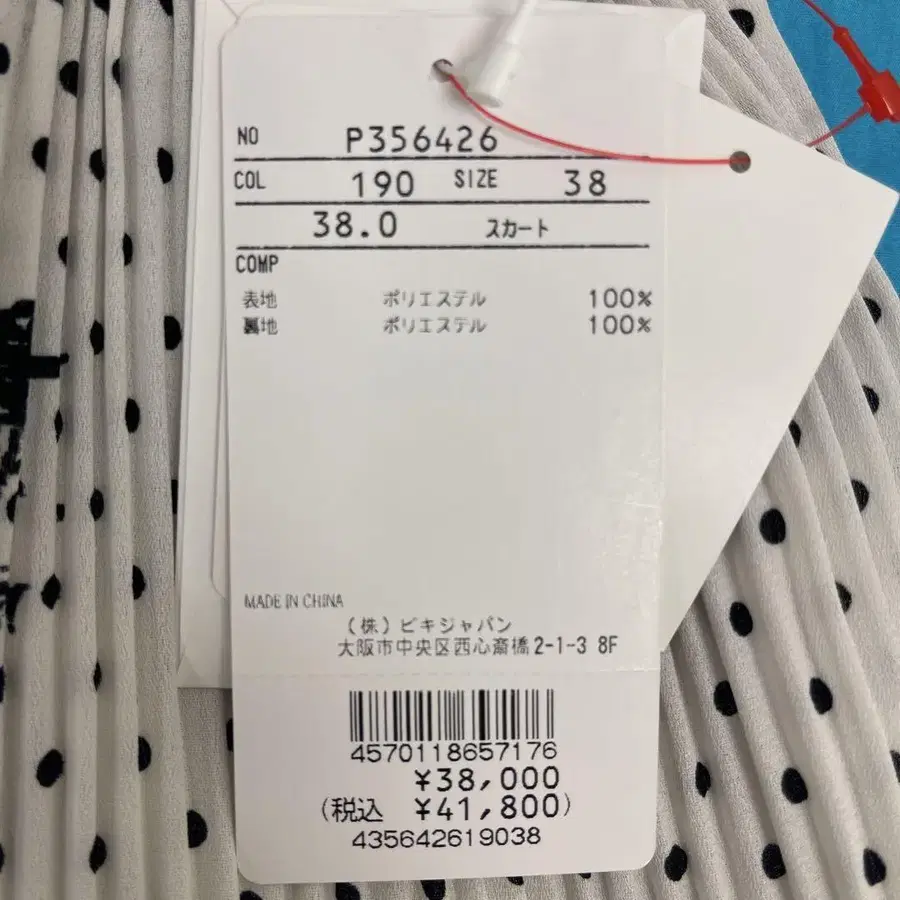 NO P356426
COL 190 SIZE 38
38.0 スカート
COMP
表地 ポリエステル 100%
裏地 ポリエステル 100%
MADE IN CHINA
(株)ピキジャパン
大阪市中央区西心斎橋2-1-3 8F
4570118657176
¥38,000
(税込 ¥41,800)
435642619038